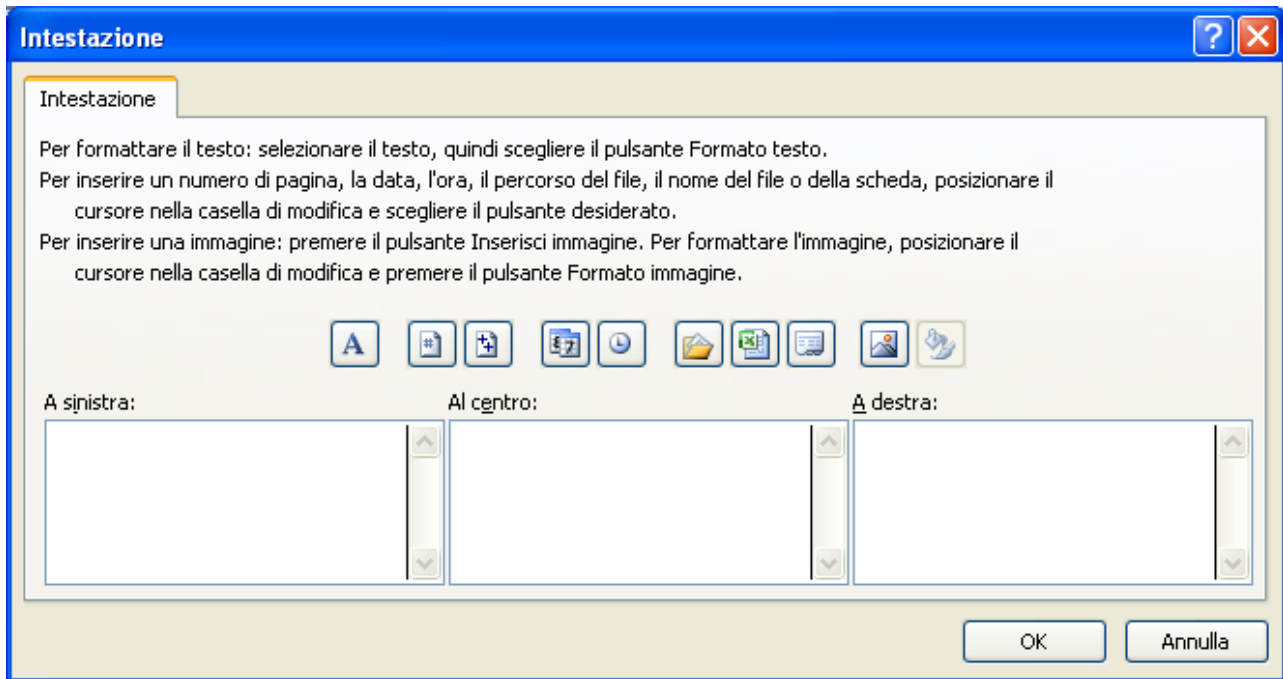 Intestazione
Intestazione
Per formattare il testo: selezionare il testo, quindi scegliere il pulsante Formato testo.
Per inserire un numero di pagina, la data, l'ora, il percorso del file, il nome del file o della scheda, posizionare il
cursore nella casella di modifica e scegliere il pulsante desiderato.
Per inserire una immagine: premere il pulsante Inserisci immagine. Per formattare l'immagine, posizionare il
cursore nella casella di modifica e premere il pulsante Formato immagine.
A
A sinistra: Al centro: A destra:
OK Annulla